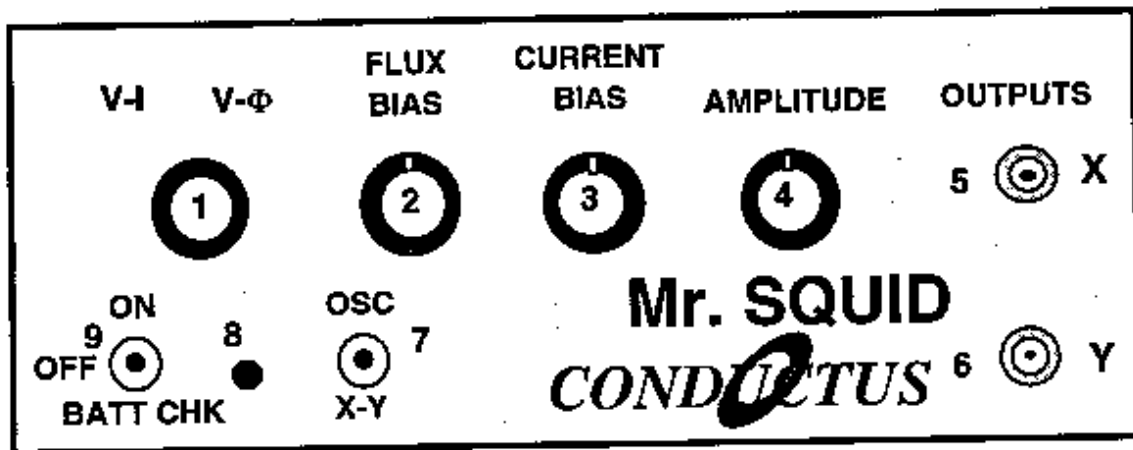 V-I V-Φ FLUX BIAS CURRENT BIAS AMPLITUDE OUTPUTS
1 2 3 4 5 X
ON OSC Mr. SQUID
9 8 7
OFF CONDUCTUS 6 Y
BATT CHK X-Y